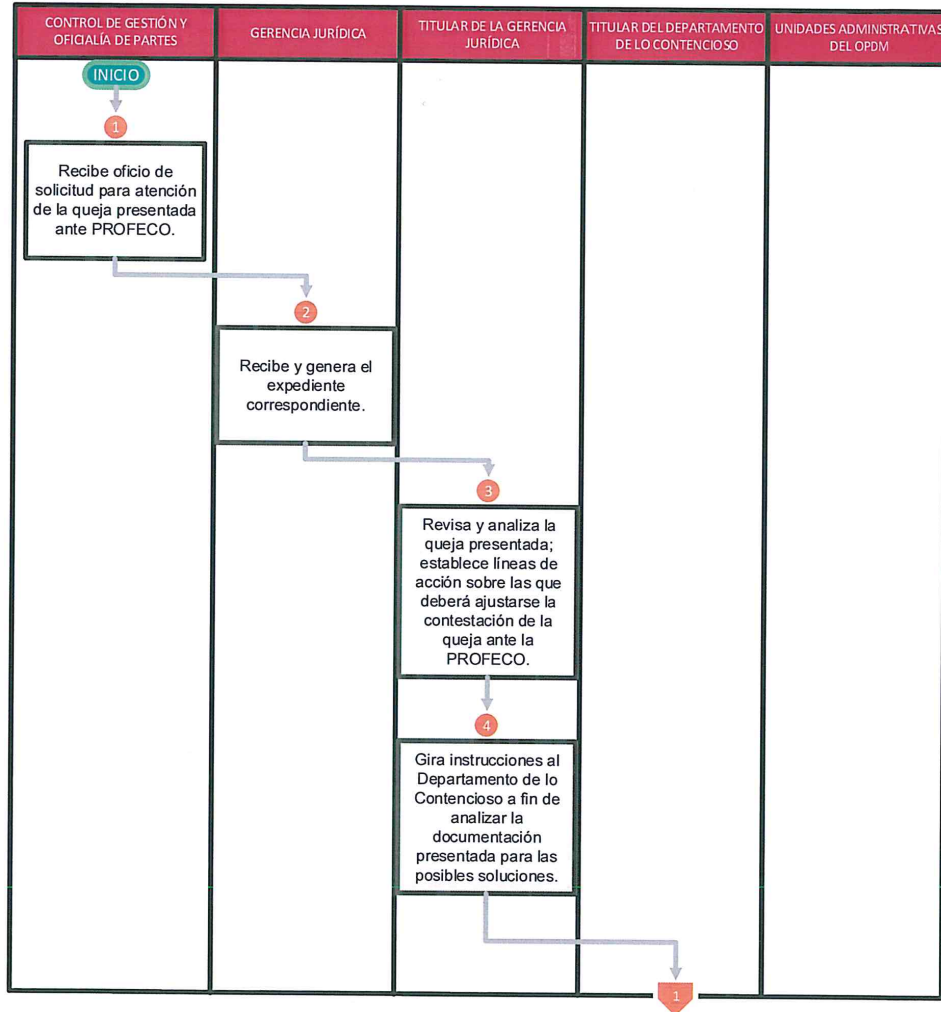 CONTROL DE GESTIÓN Y
OFICIALÍA DE PARTES
GERENCIA JURÍDICA
TITULAR DE LA GERENCIA
JURÍDICA
TITULAR DEL DEPARTAMENTO
DE LO CONTENCIOSO
UNIDADES ADMINISTRATIVAS
DEL OPDM
INICIO
1
Recibe oficio de
solicitud para atención
de la queja presentada
ante PROFECO.
2
Recibe y genera el
expediente
correspondiente.
3
Revisa y analiza la
queja presentada;
establece líneas de
acción sobre las que
deberá ajustarse la
contestación de la
queja ante la
PROFECO.
4
Gira instrucciones al
Departamento de lo
Contencioso a fin de
analizar la
documentación
presentada para las
posibles soluciones.
1